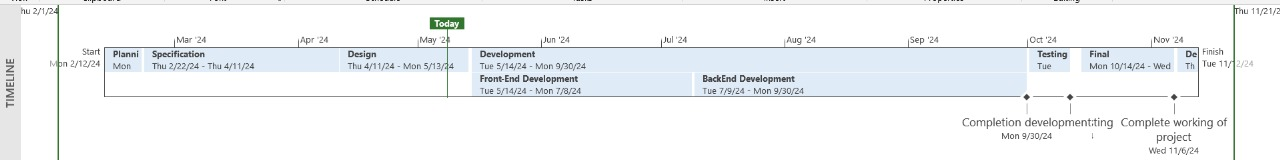 Thu 2/1/24
Thu 11/21/2
Today
Mar '24
Apr '24
May '24
Jun '24
Jul '24
Aug '24
Sep '24
Oct '24
Nov '24
TIMELINE
Start
Mon 2/12/24
Planni
Mon
Specification
Thu 2/22/24 - Thu 4/11/24
Design
Thu 4/11/24 - Mon 5/13/24
Development
Tue 5/14/24 - Mon 9/30/24
Testing
Tue
Final
Mon 10/14/24 - Wed
De
Th
Finish
Tue 11/12/24
Front-End Development
Tue 5/14/24 - Mon 7/8/24
BackEnd Development
Tue 7/9/24 - Mon 9/30/24
Completion development
Mon 9/30/24
Complete working of
project
Wed 11/6/24